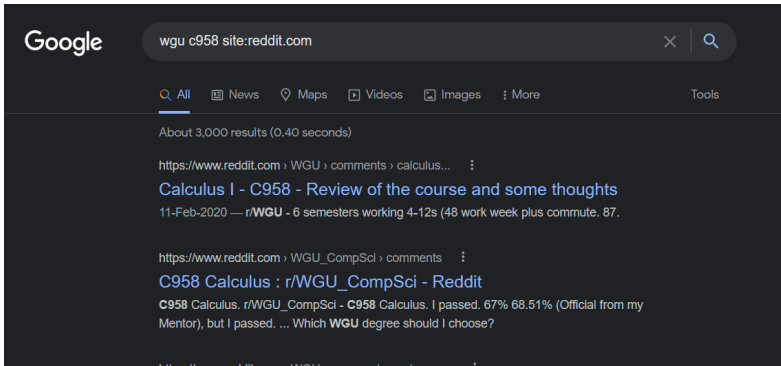 Google
wgu c958 site:reddit.com
All News Maps Videos Images More Tools
About 3,000 results (0.40 seconds)
https://www.reddit.com › WGU › comments › calculus...
Calculus I - C958 - Review of the course and some thoughts
11-Feb-2020 — r/WGU - 6 semesters working 4-12s (48 work week plus commute. 87.
https://www.reddit.com › WGU_CompSci › comments
C958 Calculus : r/WGU_CompSci - Reddit
C958 Calculus. r/WGU_CompSci - C958 Calculus. I passed. 67% 68.51% (Official from my
Mentor), but I passed. ... Which WGU degree should I choose?